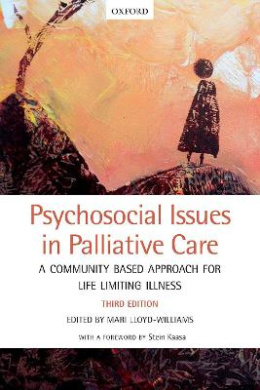 OXFORD
Psychosocial Issues
in Palliative Care
A COMMUNITY BASED APPROACH FOR
LIFE LIMITING ILLNESS
THIRD EDITION
EDITED BY MARI LLOYD-WILLIAMS
WITH A FOREWORD BY Stein Kaasa